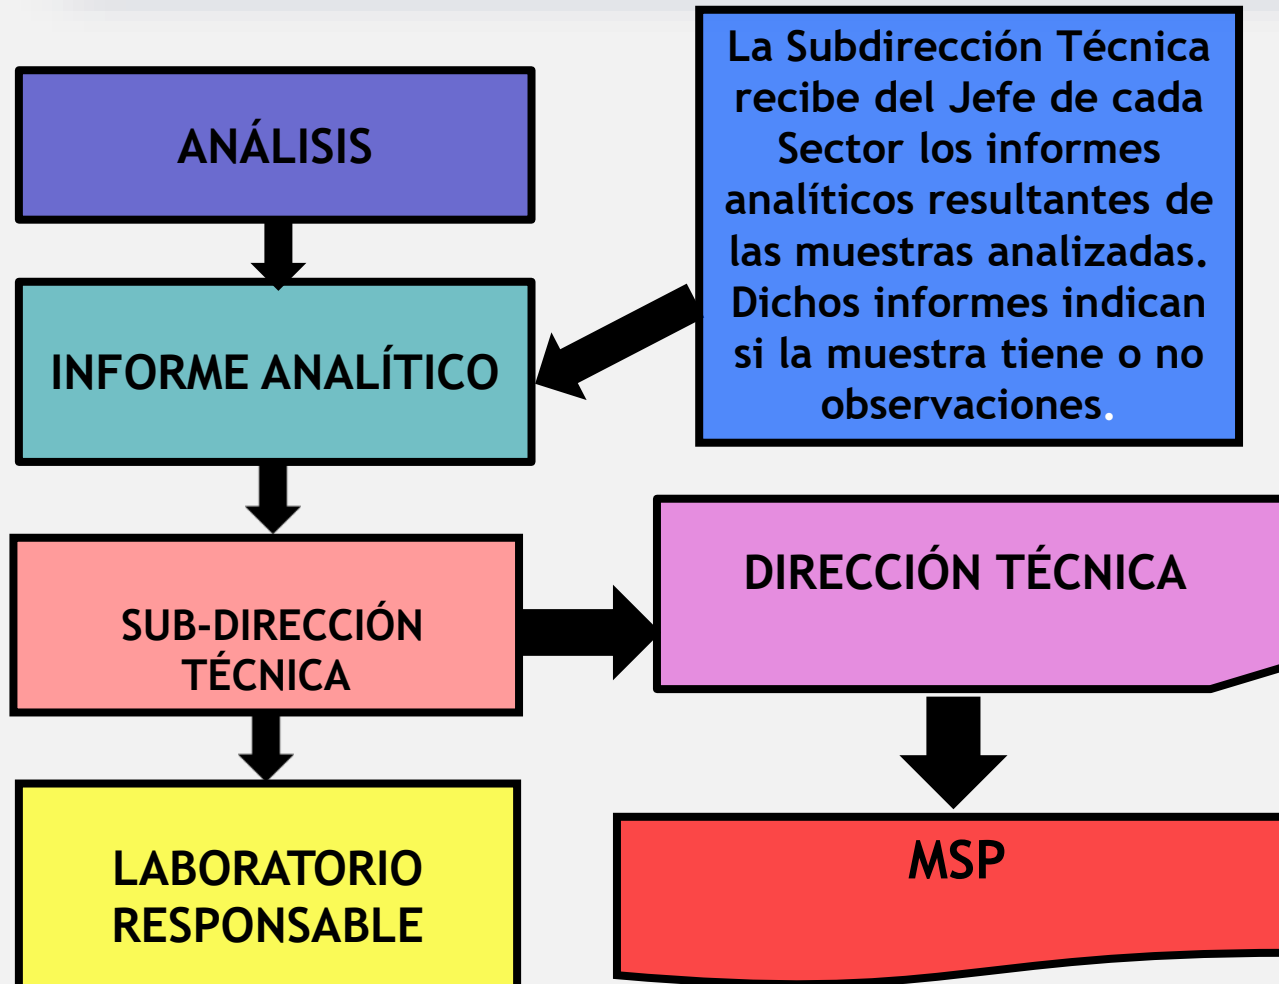 ANÁLISIS
La Subdirección Técnica
recibe del Jefe de cada
Sector los informes
analíticos resultantes de
las muestras analizadas.
Dichos informes indican
si la muestra tiene o no
observaciones.
INFORME ANALÍTICO
SUB-DIRECCIÓN
TÉCNICA
DIRECCIÓN TÉCNICA
LABORATORIO
RESPONSABLE
MSP